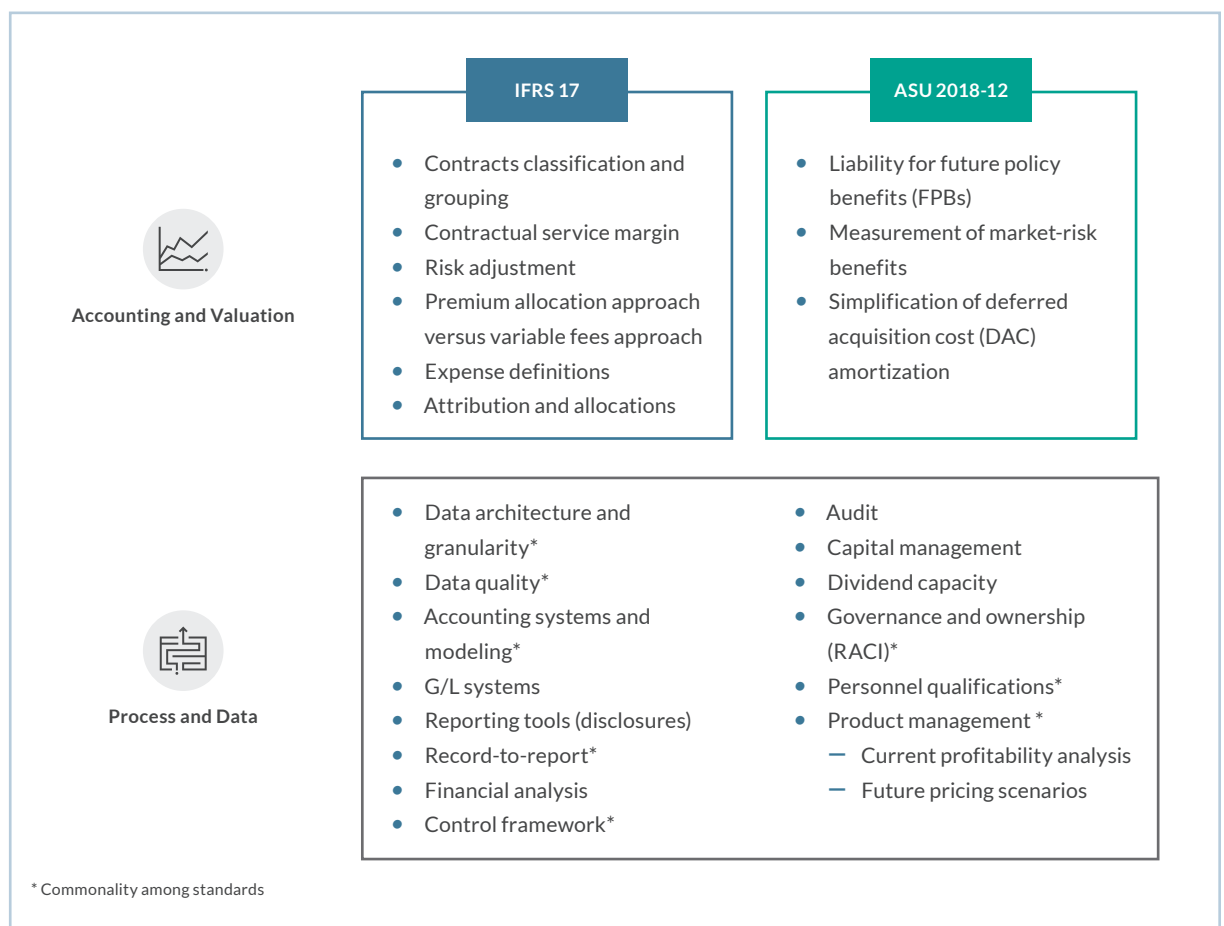 IFRS 17
• Contracts classification and
grouping
• Contractual service margin
• Risk adjustment
• Premium allocation approach
versus variable fees approach
• Expense definitions
• Attribution and allocations
ASU 2018-12
• Liability for future policy
benefits (FPBs)
• Measurement of market-risk
benefits
• Simplification of deferred
acquisition cost (DAC)
amortization
Accounting and Valuation
• Data architecture and
granularity*
• Data quality*
• Accounting systems and
modeling*
• G/L systems
• Reporting tools (disclosures)
• Record-to-report*
• Financial analysis
• Control framework*
• Audit
• Capital management
• Dividend capacity
• Governance and ownership
(RACI)*
• Personnel qualifications*
• Product management *
– Current profitability analysis
– Future pricing scenarios
Process and Data
* Commonality among standards